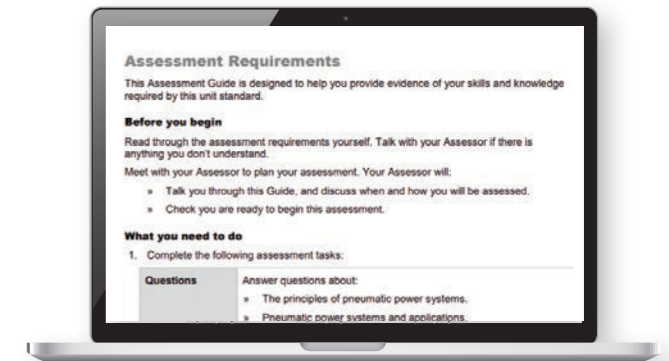 Assessment Requirements
This Assessment Guide is designed to help you provide evidence of your skills and knowledge
required by this unit standard.
Before you begin
Read through the assessment requirements yourself. Talk with your Assessor if there is
anything you don't understand.
Meet with your Assessor to plan your assessment. Your Assessor will:
» Talk you through this Guide, and discuss when and how you will be assessed.
» Check you are ready to begin this assessment.
What you need to do
1. Complete the following assessment tasks:
Questions Answer questions about:
» The principles of pneumatic power systems.
» Pneumatic power systems and applications.